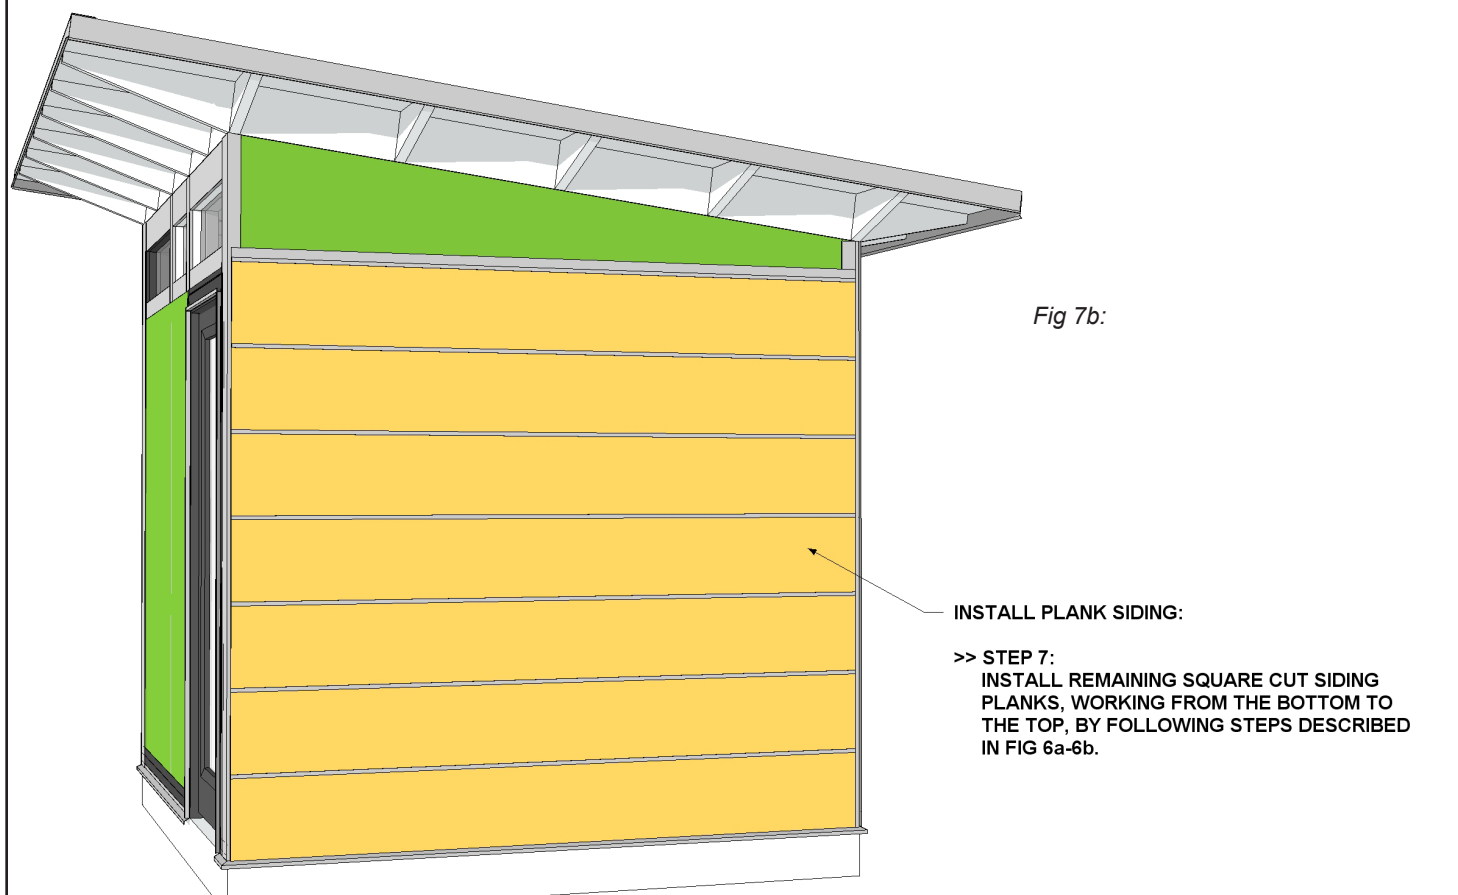 Fig 7b:
INSTALL PLANK SIDING:
>> STEP 7:
INSTALL REMAINING SQUARE CUT SIDING
PLANKS, WORKING FROM THE BOTTOM TO
THE TOP, BY FOLLOWING STEPS DESCRIBED
IN FIG 6a-6b.